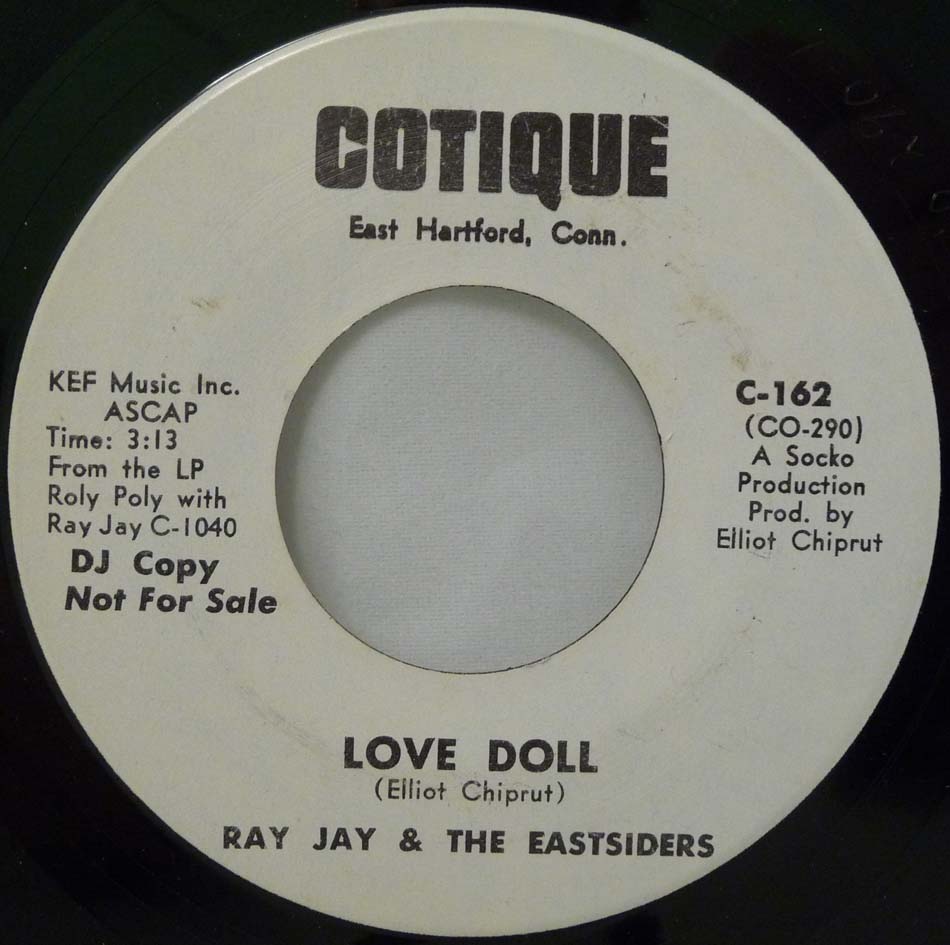 COTIQUE
East Hartford, Conn.
KEF Music Inc.
ASCAP
Time: 3:13
From the LP
Roly Poly with
Ray Jay C-1040
DJ Copy
Not For Sale
C-162
(CO-290)
A Socko
Production
Prod. by
Elliot Chiprut
LOVE DOLL
(Elliot Chiprut)
RAY JAY & THE EASTSIDERS